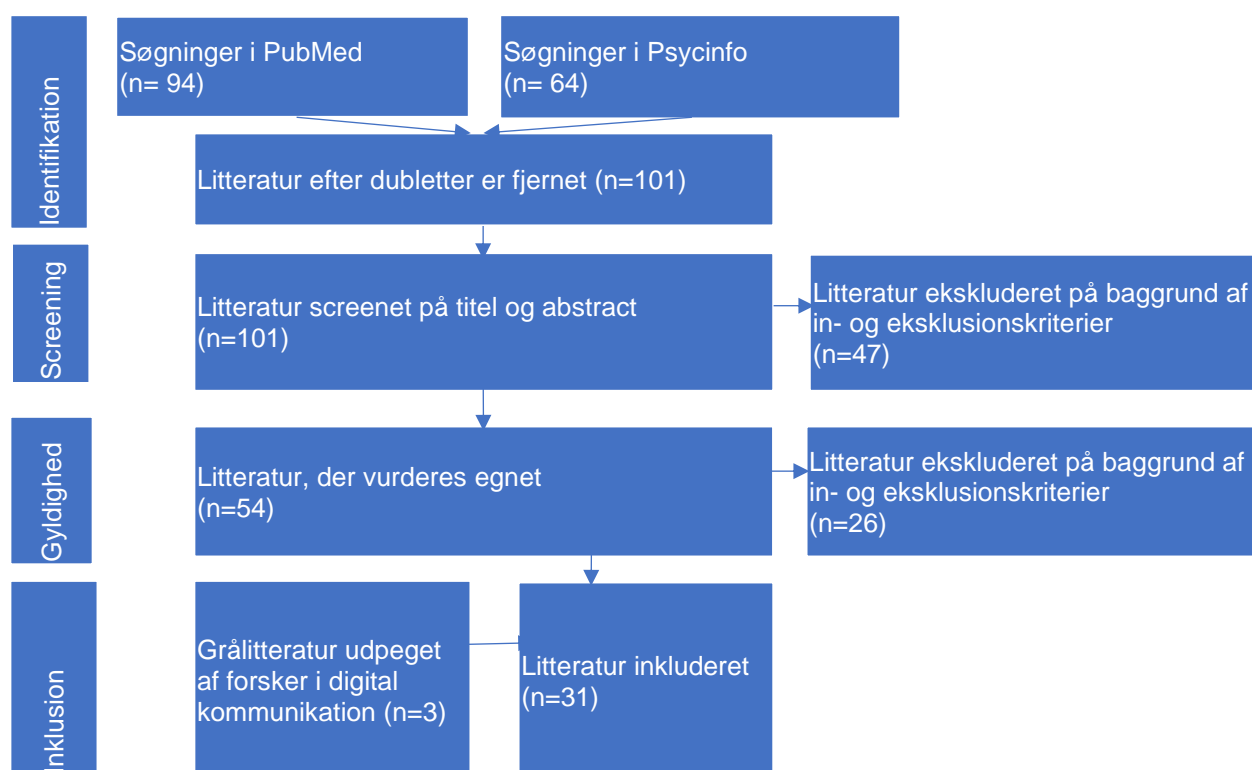 Identifikation
Søgninger i PubMed
(n= 94)
Søgninger i Psycinfo
(n= 64)
Litteratur efter dubletter er fjernet (n=101)
Screening
Litteratur screenet på titel og abstract
(n=101)
Litteratur ekskluderet på baggrund af
in- og eksklusionskriterier
(n=47)
Gyldighed
Litteratur, der vurderes egnet
(n=54)
Litteratur ekskluderet på baggrund af
in- og eksklusionskriterier
(n=26)
Inklusion
Grålitteratur udpeget
af forsker i digital
kommunikation (n=3)
Litteratur inkluderet
(n=31)